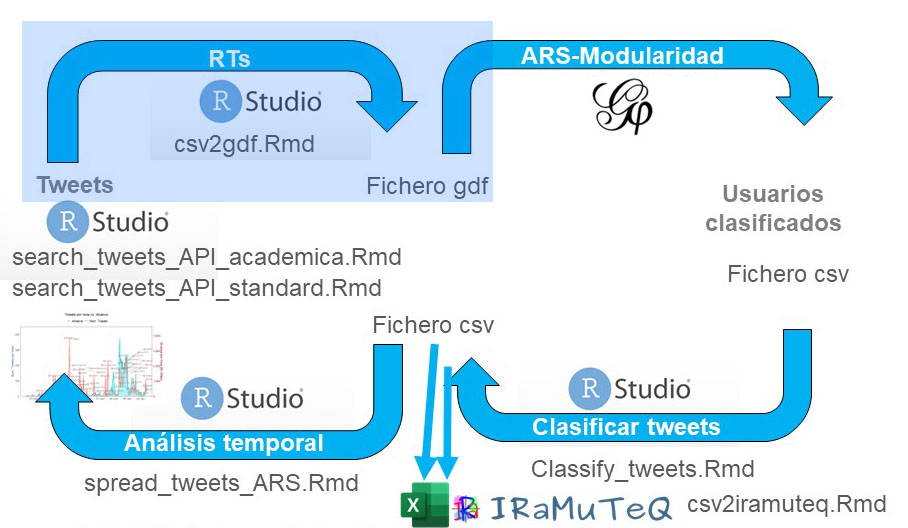 RTs
R Studio
csv2gdf.Rmd
Tweets
Fichero gdf
ARS-Modularidad
Gφ
Usuarios
clasificados
Fichero csv
R Studio
search_tweets_API_academica.Rmd
search_tweets_API_standard.Rmd
Fichero csv
R Studio
Clasificar tweets
Classify_tweets.Rmd
csv2iramuteq.Rmd
R Studio
Análisis temporal
spread_tweets_ARS.Rmd
X
R IRaMuTeQ